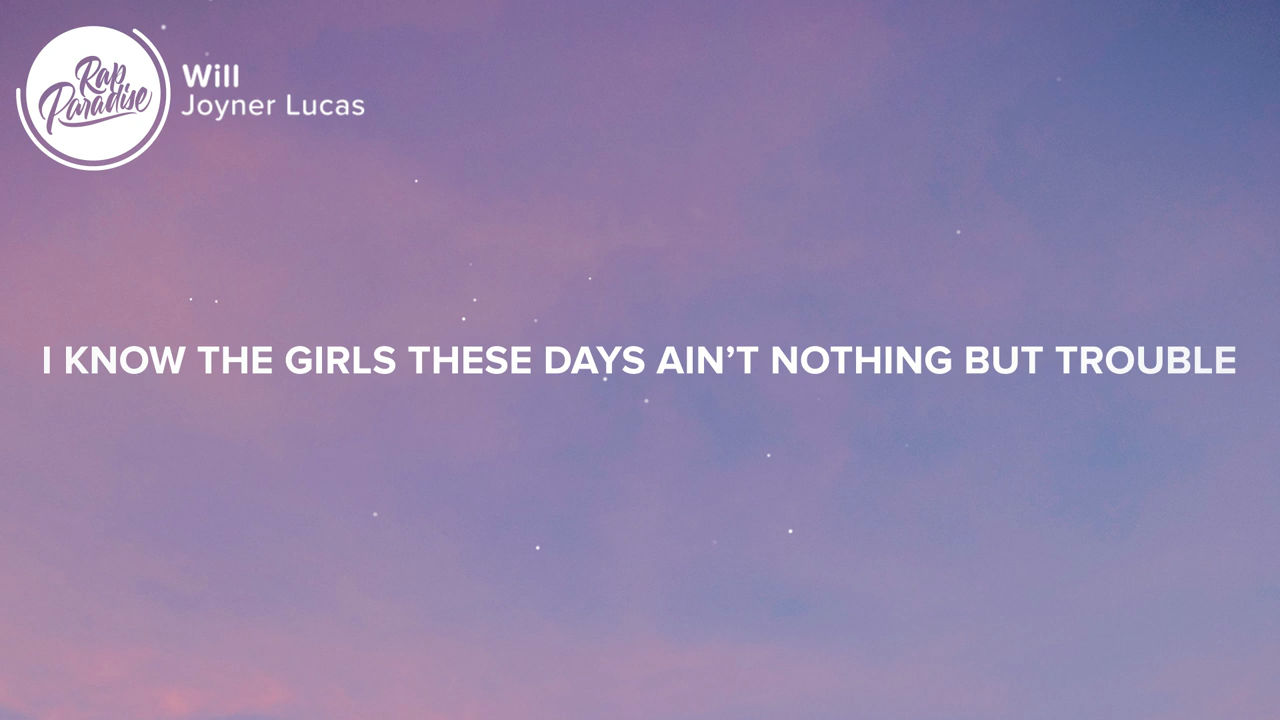 Rap
Paradise
Will
Joyner Lucas
I KNOW THE GIRLS THESE DAYS AIN’T NOTHING BUT TROUBLE